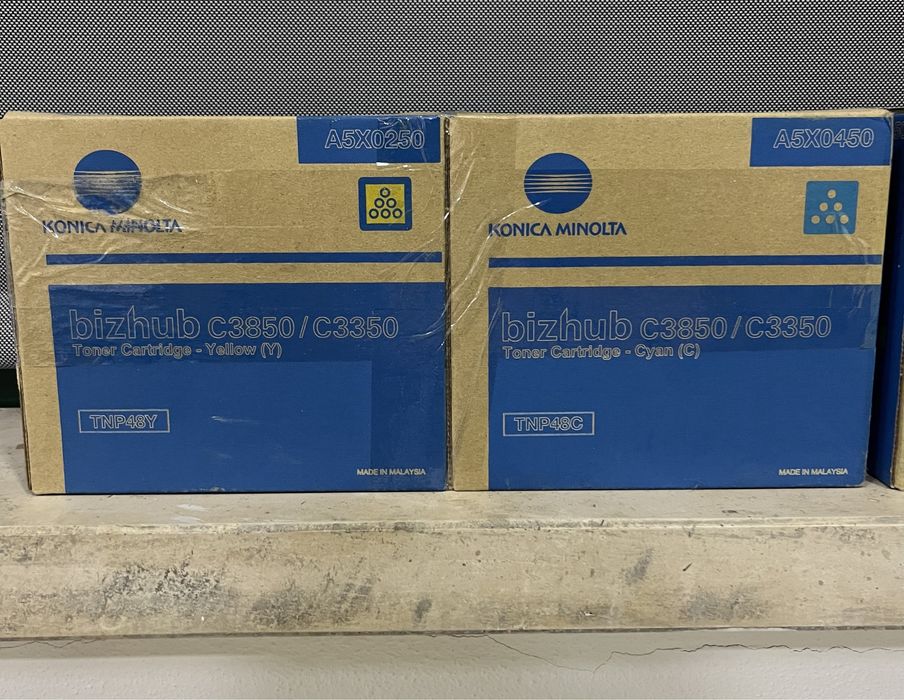 A5X0250
KONICA MINOLTA
bizhub C3850 / C3350
Toner Cartridge - Yellow (Y)
TNP48Y
MADE IN MALAYSIA
A5X0450
KONICA MINOLTA
bizhub C3850 / C3350
Toner Cartridge - Cyan (C)
TNP48C
MADE IN MALAYSIA